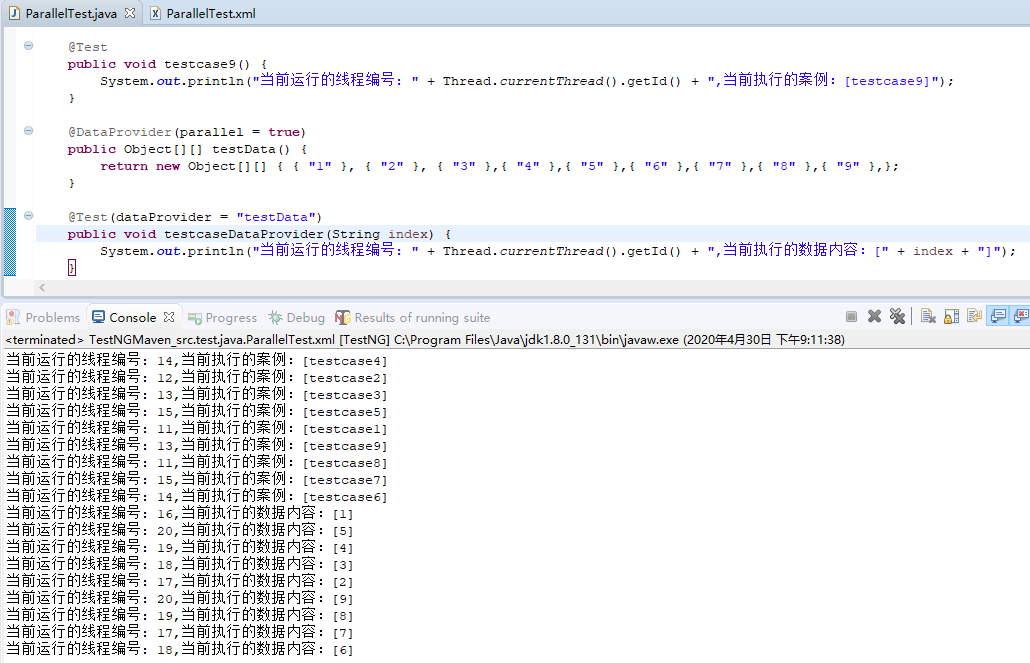 ParallelTest.java ParallelTest.xml
@Test
public void testcase9() {
System.out.println("当前运行的线程编号：" + Thread.currentThread().getId() + ",当前执行的案例：[testcase9]");
}
@DataProvider(parallel = true)
public Object[][] testData() {
return new Object[][] { { "1" }, { "2" }, { "3" },{ "4" },{ "5" },{ "6" },{ "7" },{ "8" },{ "9" },};
}
@Test(dataProvider = "testData")
public void testcaseDataProvider(String index) {
System.out.println("当前运行的线程编号：" + Thread.currentThread().getId() + ",当前执行的数据内容：[" + index + "]");
}
Problems Console Progress Debug Results of running suite
<terminated> TestNGMaven_src.test.java.ParallelTest.xml [TestNG] C:\Program Files\Java\jdk1.8.0_131\bin\javaw.exe (2020年4月30日 下午9:11:38)
当前运行的线程编号：14,当前执行的案例：[testcase4]
当前运行的线程编号：12,当前执行的案例：[testcase2]
当前运行的线程编号：13,当前执行的案例：[testcase3]
当前运行的线程编号：15,当前执行的案例：[testcase5]
当前运行的线程编号：11,当前执行的案例：[testcase1]
当前运行的线程编号：13,当前执行的案例：[testcase9]
当前运行的线程编号：11,当前执行的案例：[testcase8]
当前运行的线程编号：15,当前执行的案例：[testcase7]
当前运行的线程编号：14,当前执行的案例：[testcase6]
当前运行的线程编号：16,当前执行的数据内容：[1]
当前运行的线程编号：20,当前执行的数据内容：[5]
当前运行的线程编号：19,当前执行的数据内容：[4]
当前运行的线程编号：18,当前执行的数据内容：[3]
当前运行的线程编号：17,当前执行的数据内容：[2]
当前运行的线程编号：20,当前执行的数据内容：[9]
当前运行的线程编号：19,当前执行的数据内容：[8]
当前运行的线程编号：17,当前执行的数据内容：[7]
当前运行的线程编号：18,当前执行的数据内容：[6]